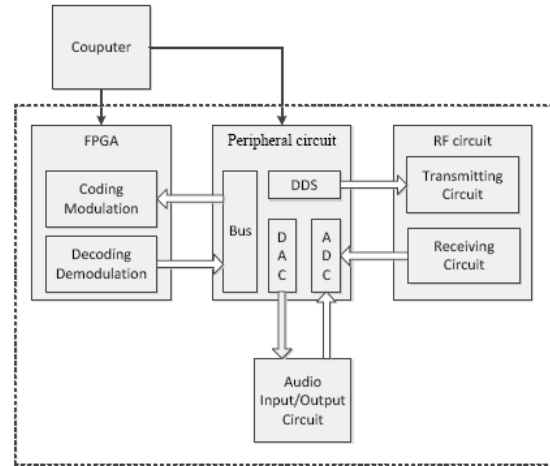 Couputer
FPGA
Peripheral circuit
RF circuit
Coding
Modulation
Decoding
Demodulation
Bus
DDS
D
A
C
A
D
C
Transmitting
Circuit
Receiving
Circuit
Audio
Input/Output
Circuit